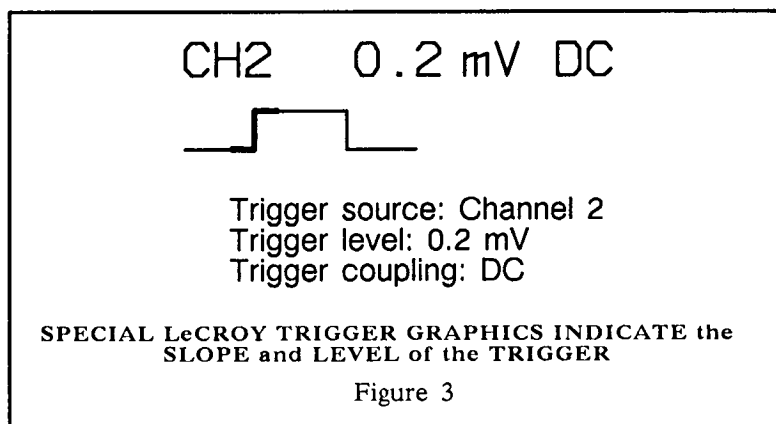 CH2 0.2 mV DC
Trigger source: Channel 2
Trigger level: 0.2 mV
Trigger coupling: DC
SPECIAL LeCROY TRIGGER GRAPHICS INDICATE the
SLOPE and LEVEL of the TRIGGER
Figure 3